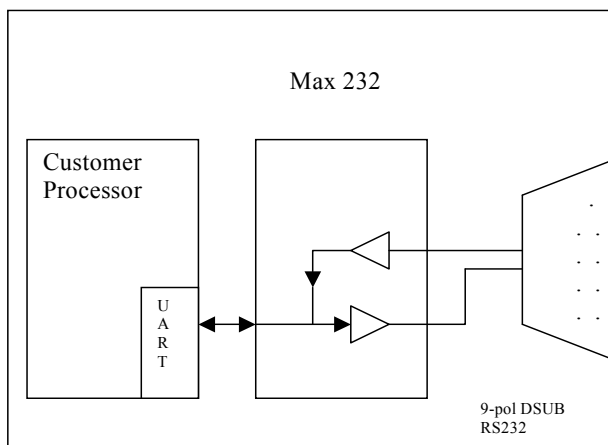 Max 232
Customer
Processor
U
A
R
T
9-pol DSUB
RS232